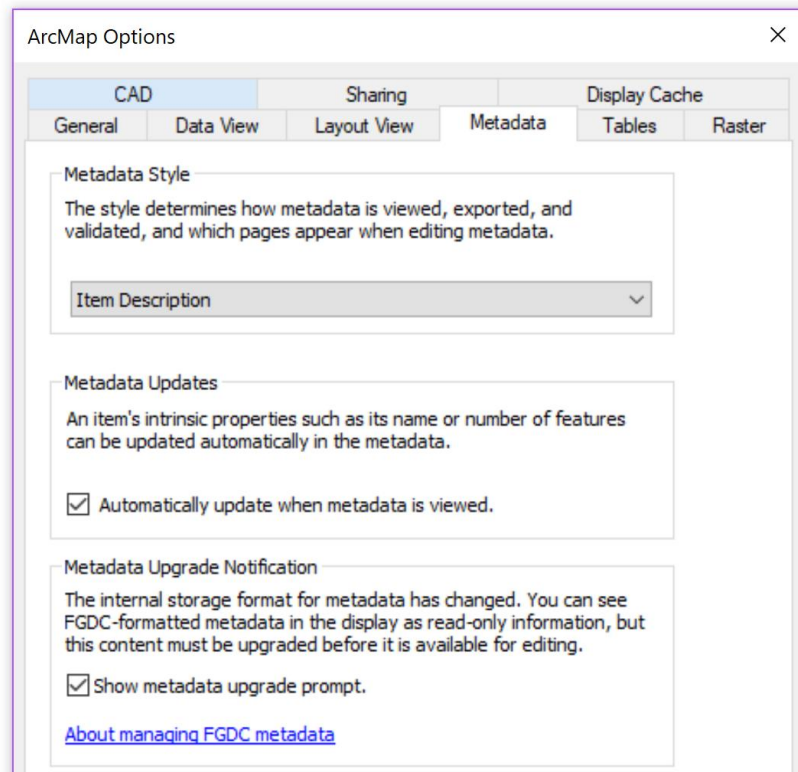 ArcMap Options
CAD Sharing Display Cache
General Data View Layout View Metadata Tables Raster
Metadata Style
The style determines how metadata is viewed, exported, and
validated, and which pages appear when editing metadata.
Item Description
Metadata Updates
An item's intrinsic properties such as its name or number of features
can be updated automatically in the metadata.
Automatically update when metadata is viewed.
Metadata Upgrade Notification
The internal storage format for metadata has changed. You can see
FGDC-formatted metadata in the display as read-only information, but
this content must be upgraded before it is available for editing.
Show metadata upgrade prompt.
About managing FGDC metadata